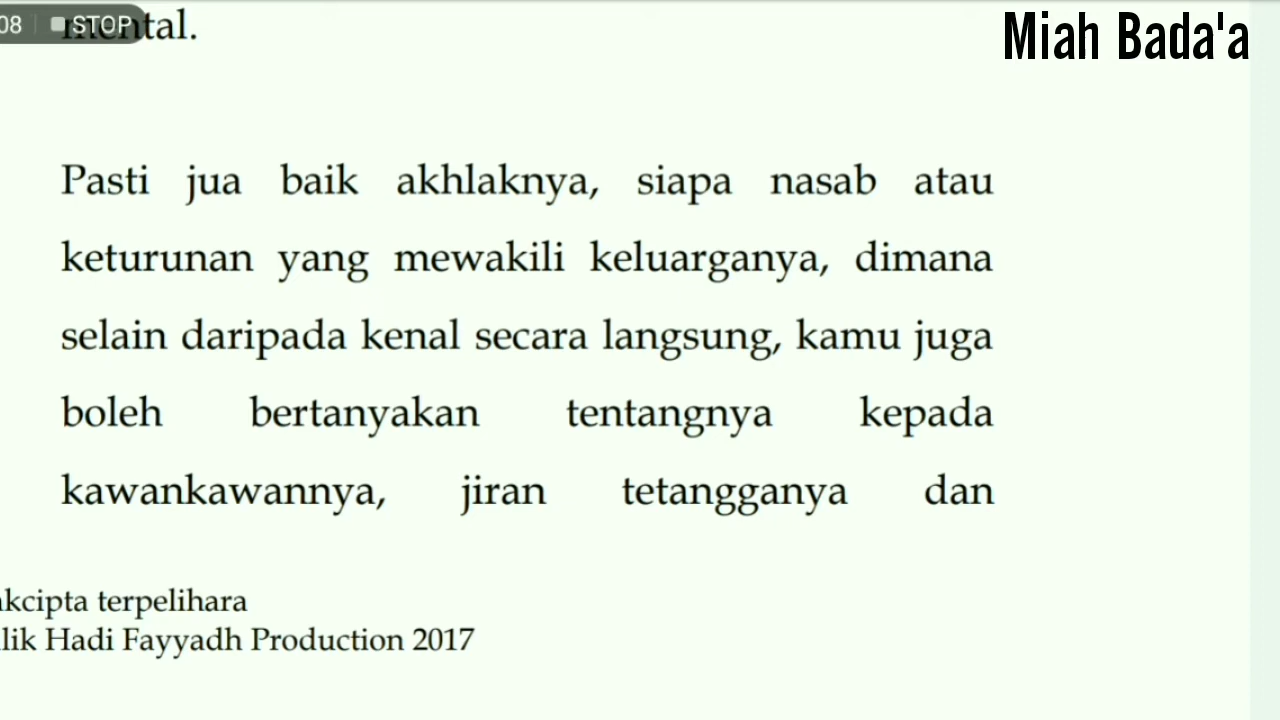 08 STOP
Miah Bada'a
Pasti jua baik akhlaknya, siapa nasab atau
keturunan yang mewakili keluarganya, dimana
selain daripada kenal secara langsung, kamu juga
boleh bertanyakan tentangnya kepada
kawankawannya, jiran tetangganya dan
akcipta terpelihara
lik Hadi Fayyadh Production 2017